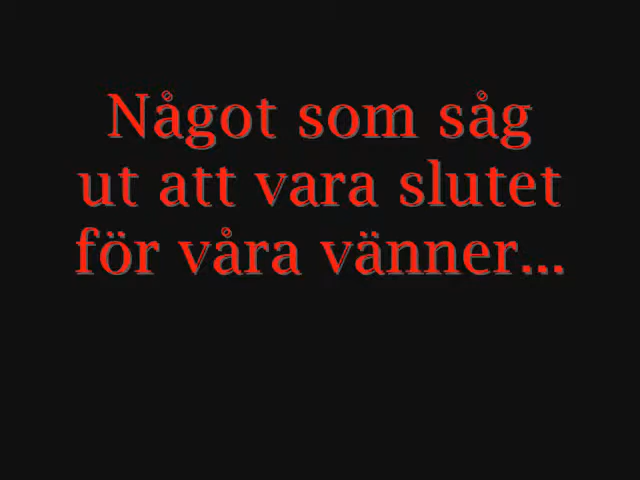 Något som såg
ut att vara slutet
för våra vänner...